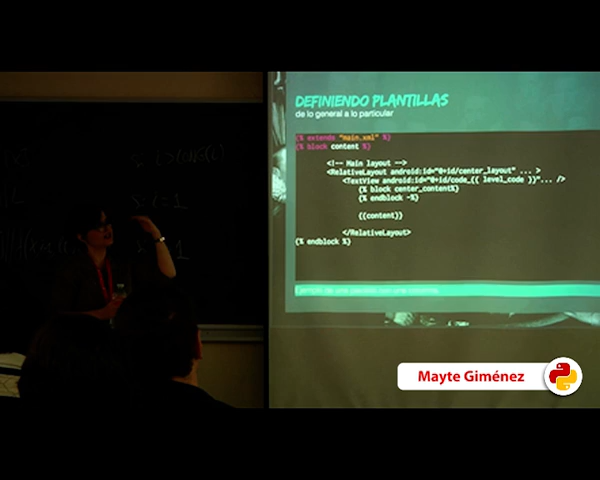 DEFINIENDO PLANTILLAS
de lo general a lo particular
{% extends "main.xml" %}
{% block content %}
<!-- Main layout -->
<RelativeLayout android:id="@+id/center_layout" ... >
<TextView android:id="@+id/code_{{ level_code }}"... />
{% block center_content%}
{% endblock -%}
{{content}}
</RelativeLayout>
{% endblock %}
Mayte Giménez